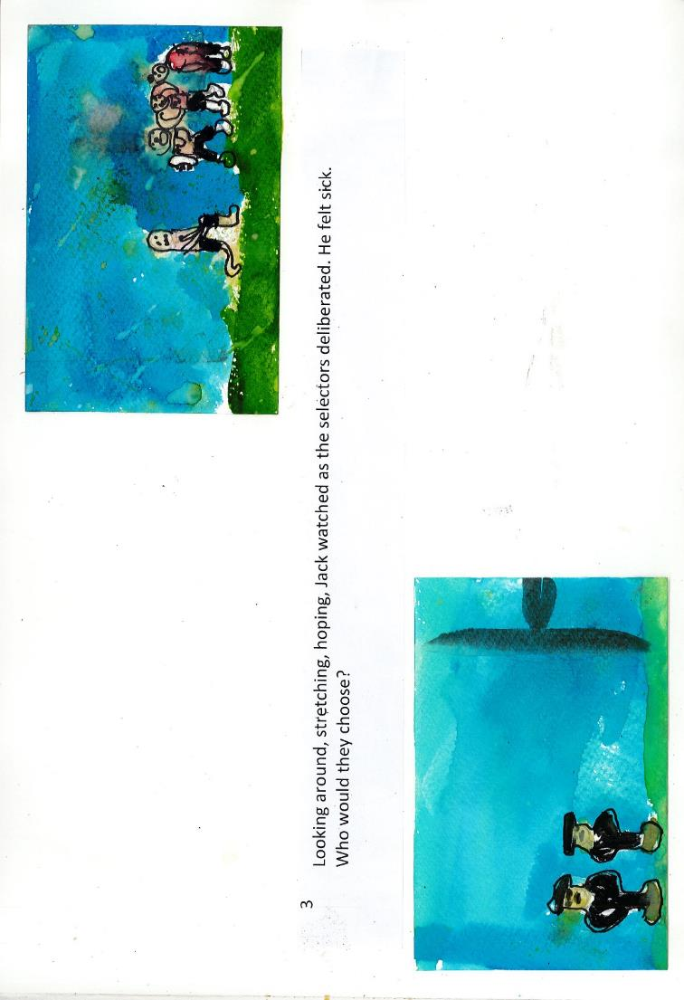 3 Looking around, stretching, hoping, Jack watched as the selectors deliberated. He felt sick.
Who would they choose?